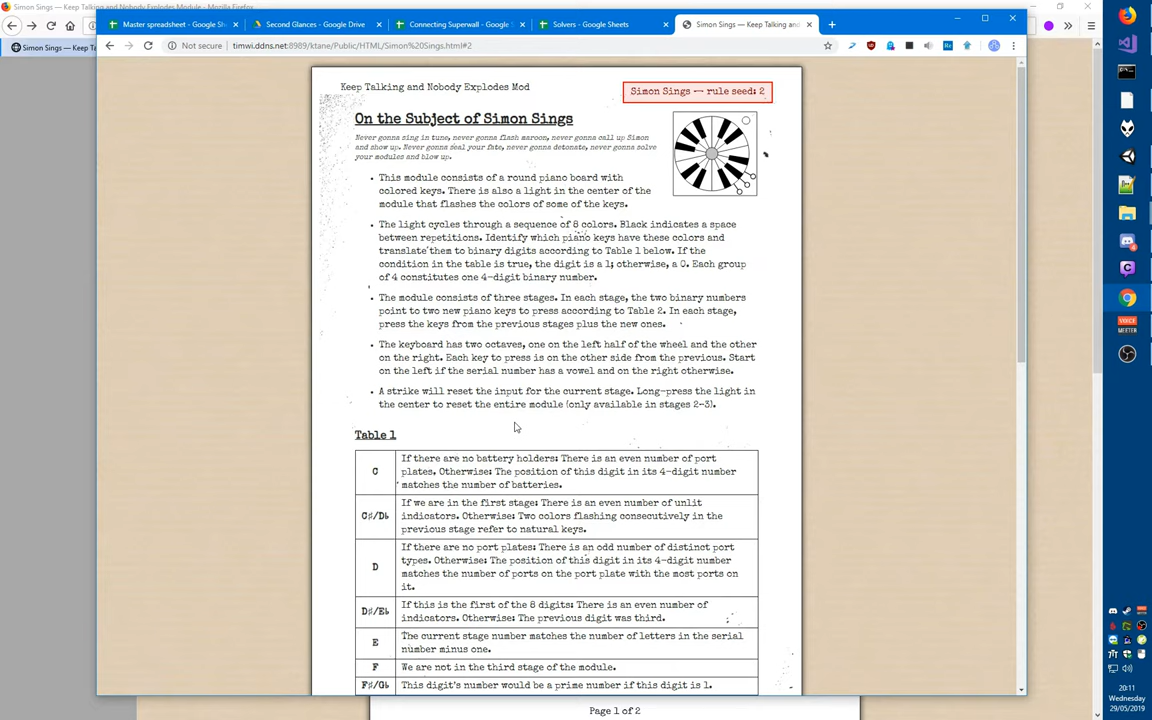 Simon Sings — Keep Talking and Nobody Explodes Module - Mozilla Firefox
Master spreadsheet - Google Sh
Second Glances - Google Drive
Connecting Superwall - Google S
Solvers - Google Sheets
Simon Sings — Keep Talking and
Simon Sings — Keep
Not secure
timwi.ddns.net:8989/ktane/Public/HTML/Simon%20Sings.html#2
Keep Talking and Nobody Explodes Mod
Simon Sings — rule seed: 2
On the Subject of Simon Sings
Never gonna sing in tune, never gonna flash maroon, never gonna call up Simon
and show up. Never gonna seal your fate, never gonna detonate, never gonna solve
your modules and blow up.
• This module consists of a round piano board with
colored keys. There is also a light in the center of the
module that flashes the colors of some of the keys.
• The light cycles through a sequence of 8 colors. Black indicates a space
between repetitions. Identify which piano keys have these colors and
translate them to binary digits according to Table 1 below. If the
condition in the table is true, the digit is a 1; otherwise, a 0. Each group
of 4 constitutes one 4-digit binary number.
• The module consists of three stages. In each stage, the two binary numbers
point to two new piano keys to press according to Table 2. In each stage,
press the keys from the previous stages plus the new ones.
• The keyboard has two octaves, one on the left half of the wheel and the other
on the right. Each key to press is on the other side from the previous. Start
on the left if the serial number has a vowel and on the right otherwise.
• A strike will reset the input for the current stage. Long-press the light in
the center to reset the entire module (only available in stages 2-3).
Table 1
C
If there are no battery holders: There is an even number of port
plates. Otherwise: The position of this digit in its 4-digit number
matches the number of batteries.
C♯/D♭
If we are in the first stage: There is an even number of unlit
indicators. Otherwise: Two colors flashing consecutively in the
previous stage refer to natural keys.
D
If there are no port plates: There is an odd number of distinct port
types. Otherwise: The position of this digit in its 4-digit number
matches the number of ports on the port plate with the most ports on
it.
D♯/E♭
If this is the first of the 8 digits: There is an even number of
indicators. Otherwise: The previous digit was third.
E
The current stage number matches the number of letters in the serial
number minus one.
F
We are not in the third stage of the module.
F♯/G♭
This digit's number would be a prime number if this digit is 1.
Page 1 of 2
VOICE
MEETER
20:11
Wednesday
29/05/2019